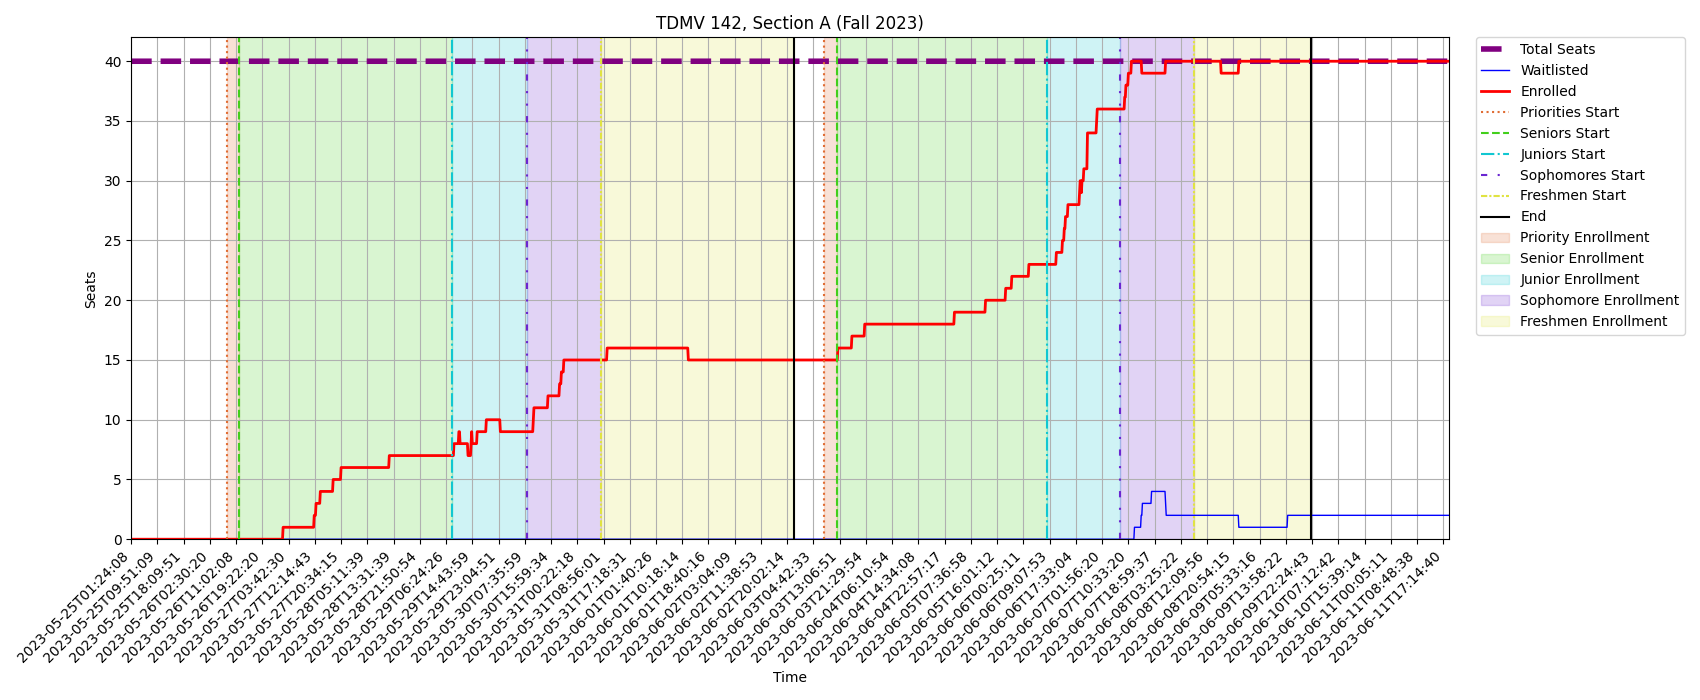 TDMV 142, Section A (Fall 2023)
Seats
40
35
30
25
20
15
10
5
0
2023-05-25T01:24:08
2023-05-25T09:51:09
2023-05-25T18:09:51
2023-05-26T02:30:20
2023-05-26T11:02:08
2023-05-26T19:22:20
2023-05-27T03:42:30
2023-05-27T12:14:43
2023-05-27T20:34:15
2023-05-28T05:11:39
2023-05-28T13:31:39
2023-05-28T21:50:54
2023-05-29T06:24:26
2023-05-29T14:43:59
2023-05-29T23:04:51
2023-05-30T07:35:59
2023-05-30T15:59:34
2023-05-31T00:22:18
2023-05-31T08:56:01
2023-05-31T17:18:31
2023-06-01T01:40:26
2023-06-01T10:18:14
2023-06-01T18:40:16
2023-06-02T03:04:09
2023-06-02T11:38:53
2023-06-02T20:02:14
2023-06-03T04:42:33
2023-06-03T13:06:51
2023-06-03T21:29:54
2023-06-04T06:10:54
2023-06-04T14:34:08
2023-06-04T22:57:17
2023-06-05T07:36:58
2023-06-05T16:01:12
2023-06-06T00:25:11
2023-06-06T09:07:53
2023-06-06T17:33:04
2023-06-07T01:56:20
2023-06-07T10:33:20
2023-06-07T18:59:37
2023-06-08T03:25:22
2023-06-08T12:09:56
2023-06-08T20:54:15
2023-06-09T05:33:16
2023-06-09T13:58:22
2023-06-09T22:24:43
2023-06-10T07:12:42
2023-06-10T15:39:14
2023-06-11T00:05:11
2023-06-11T08:48:38
2023-06-11T17:14:40
Time
Total Seats
Waitlisted
Enrolled
Priorities Start
Seniors Start
Juniors Start
Sophomores Start
Freshmen Start
End
Priority Enrollment
Senior Enrollment
Junior Enrollment
Sophomore Enrollment
Freshmen Enrollment